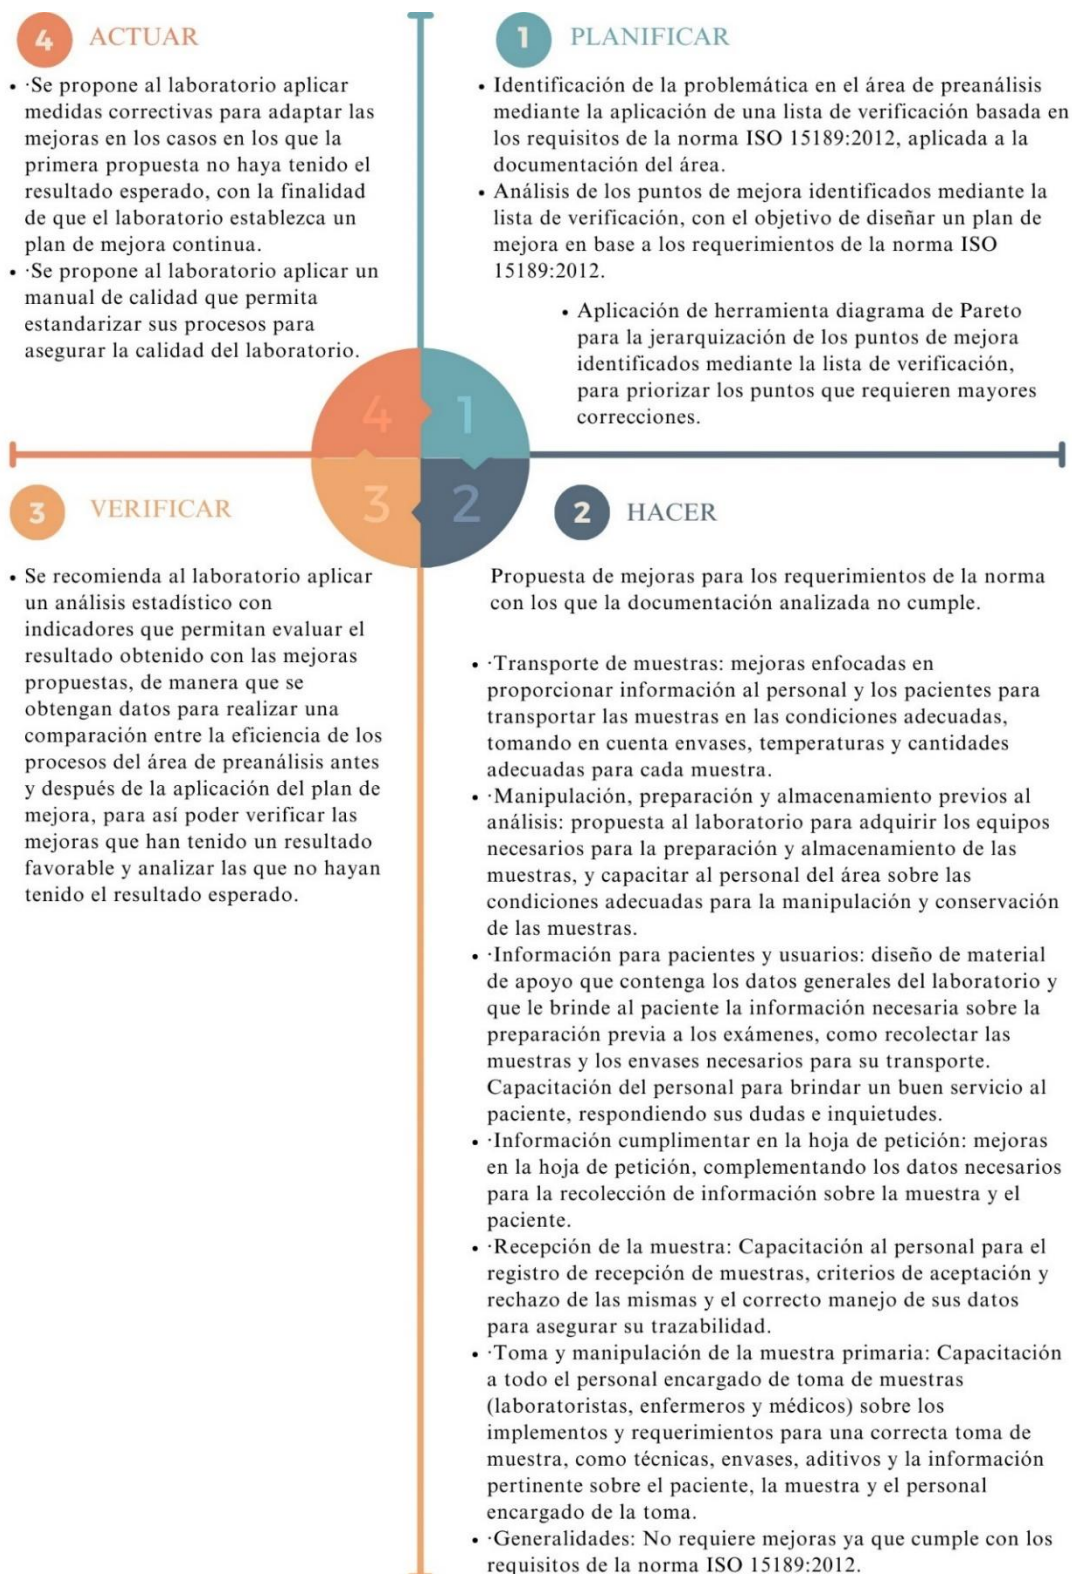 4 ACTUAR
• ·Se propone al laboratorio aplicar
medidas correctivas para adaptar las
mejoras en los casos en los que la
primera propuesta no haya tenido el
resultado esperado, con la finalidad
de que el laboratorio establezca un
plan de mejora continua.
• ·Se propone al laboratorio aplicar un
manual de calidad que permita
estandarizar sus procesos para
asegurar la calidad del laboratorio.
1 PLANIFICAR
• Identificación de la problemática en el área de preanálisis
mediante la aplicación de una lista de verificación basada en
los requisitos de la norma ISO 15189:2012, aplicada a la
documentación del área.
• Análisis de los puntos de mejora identificados mediante la
lista de verificación, con el objetivo de diseñar un plan de
mejora en base a los requerimientos de la norma ISO
15189:2012.
• Aplicación de herramienta diagrama de Pareto
para la jerarquización de los puntos de mejora
identificados mediante la lista de verificación,
para priorizar los puntos que requieren mayores
correcciones.
4 1
3 2
3 VERIFICAR
• Se recomienda al laboratorio aplicar
un análisis estadístico con
indicadores que permitan evaluar el
resultado obtenido con las mejoras
propuestas, de manera que se
obtengan datos para realizar una
comparación entre la eficiencia de los
procesos del área de preanálisis antes
y después de la aplicación del plan de
mejora, para así poder verificar las
mejoras que han tenido un resultado
favorable y analizar las que no hayan
tenido el resultado esperado.
2 HACER
Propuesta de mejoras para los requerimientos de la norma
con los que la documentación analizada no cumple.
• ·Transporte de muestras: mejoras enfocadas en
proporcionar información al personal y los pacientes para
transportar las muestras en las condiciones adecuadas,
tomando en cuenta envases, temperaturas y cantidades
adecuadas para cada muestra.
• ·Manipulación, preparación y almacenamiento previos al
análisis: propuesta al laboratorio para adquirir los equipos
necesarios para la preparación y almacenamiento de las
muestras, y capacitar al personal del área sobre las
condiciones adecuadas para la manipulación y conservación
de las muestras.
• ·Información para pacientes y usuarios: diseño de material
de apoyo que contenga los datos generales del laboratorio y
que le brinde al paciente la información necesaria sobre la
preparación previa a los exámenes, como recolectar las
muestras y los envases necesarios para su transporte.
Capacitación del personal para brindar un buen servicio al
paciente, respondiendo sus dudas e inquietudes.
• ·Información cumplimentar en la hoja de petición: mejoras
en la hoja de petición, complementando los datos necesarios
para la recolección de información sobre la muestra y el
paciente.
• ·Recepción de la muestra: Capacitación al personal para el
registro de recepción de muestras, criterios de aceptación y
rechazo de las mismas y el correcto manejo de sus datos
para asegurar su trazabilidad.
• ·Toma y manipulación de la muestra primaria: Capacitación
a todo el personal encargado de toma de muestras
(laboratoristas, enfermeros y médicos) sobre los
implementos y requerimientos para una correcta toma de
muestra, como técnicas, envases, aditivos y la información
pertinente sobre el paciente, la muestra y el personal
encargado de la toma.
• ·Generalidades: No requiere mejoras ya que cumple con los
requisitos de la norma ISO 15189:2012.